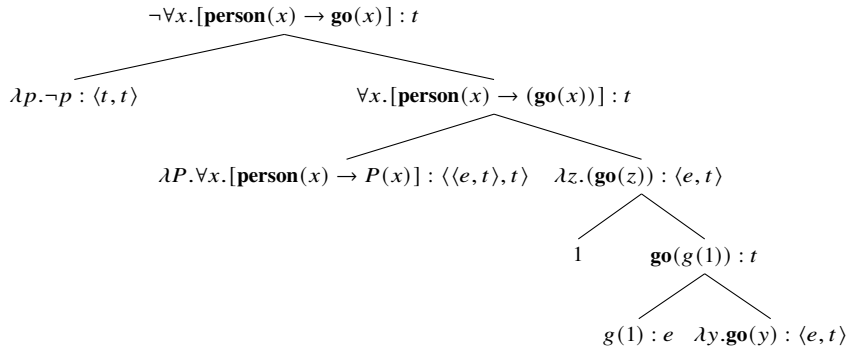 ¬∀x.[person(x) → go(x)] : t
λp.¬p : ⟨t, t⟩ ∀x.[person(x) → (go(x))] : t
λP.∀x.[person(x) → P(x)] : ⟨⟨e, t⟩, t⟩ λz.(go(z)) : ⟨e, t⟩
1 go(g(1)) : t
g(1) : e λy.go(y) : ⟨e, t⟩